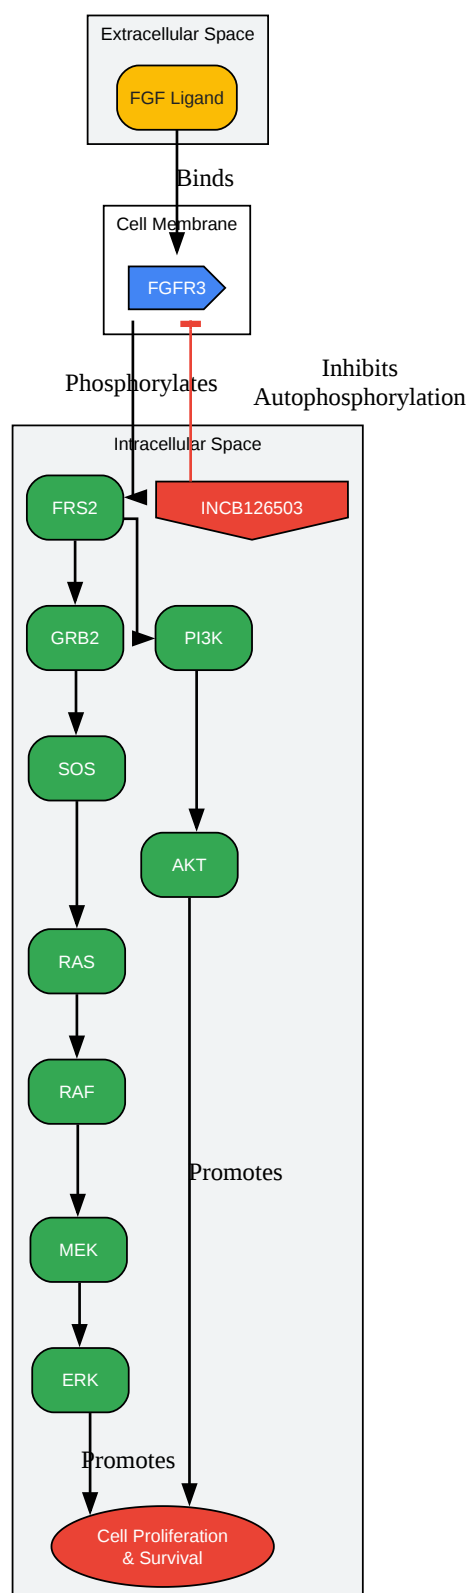 Extracellular Space
FGF Ligand
Binds
Cell Membrane
FGFR3
Phosphorylates
Inhibits
Autophosphorylation
Intracellular Space
FRS2
INCB126503
GRB2
PI3K
SOS
AKT
RAS
RAF
Promotes
MEK
ERK
Promotes
Cell Proliferation
& Survival